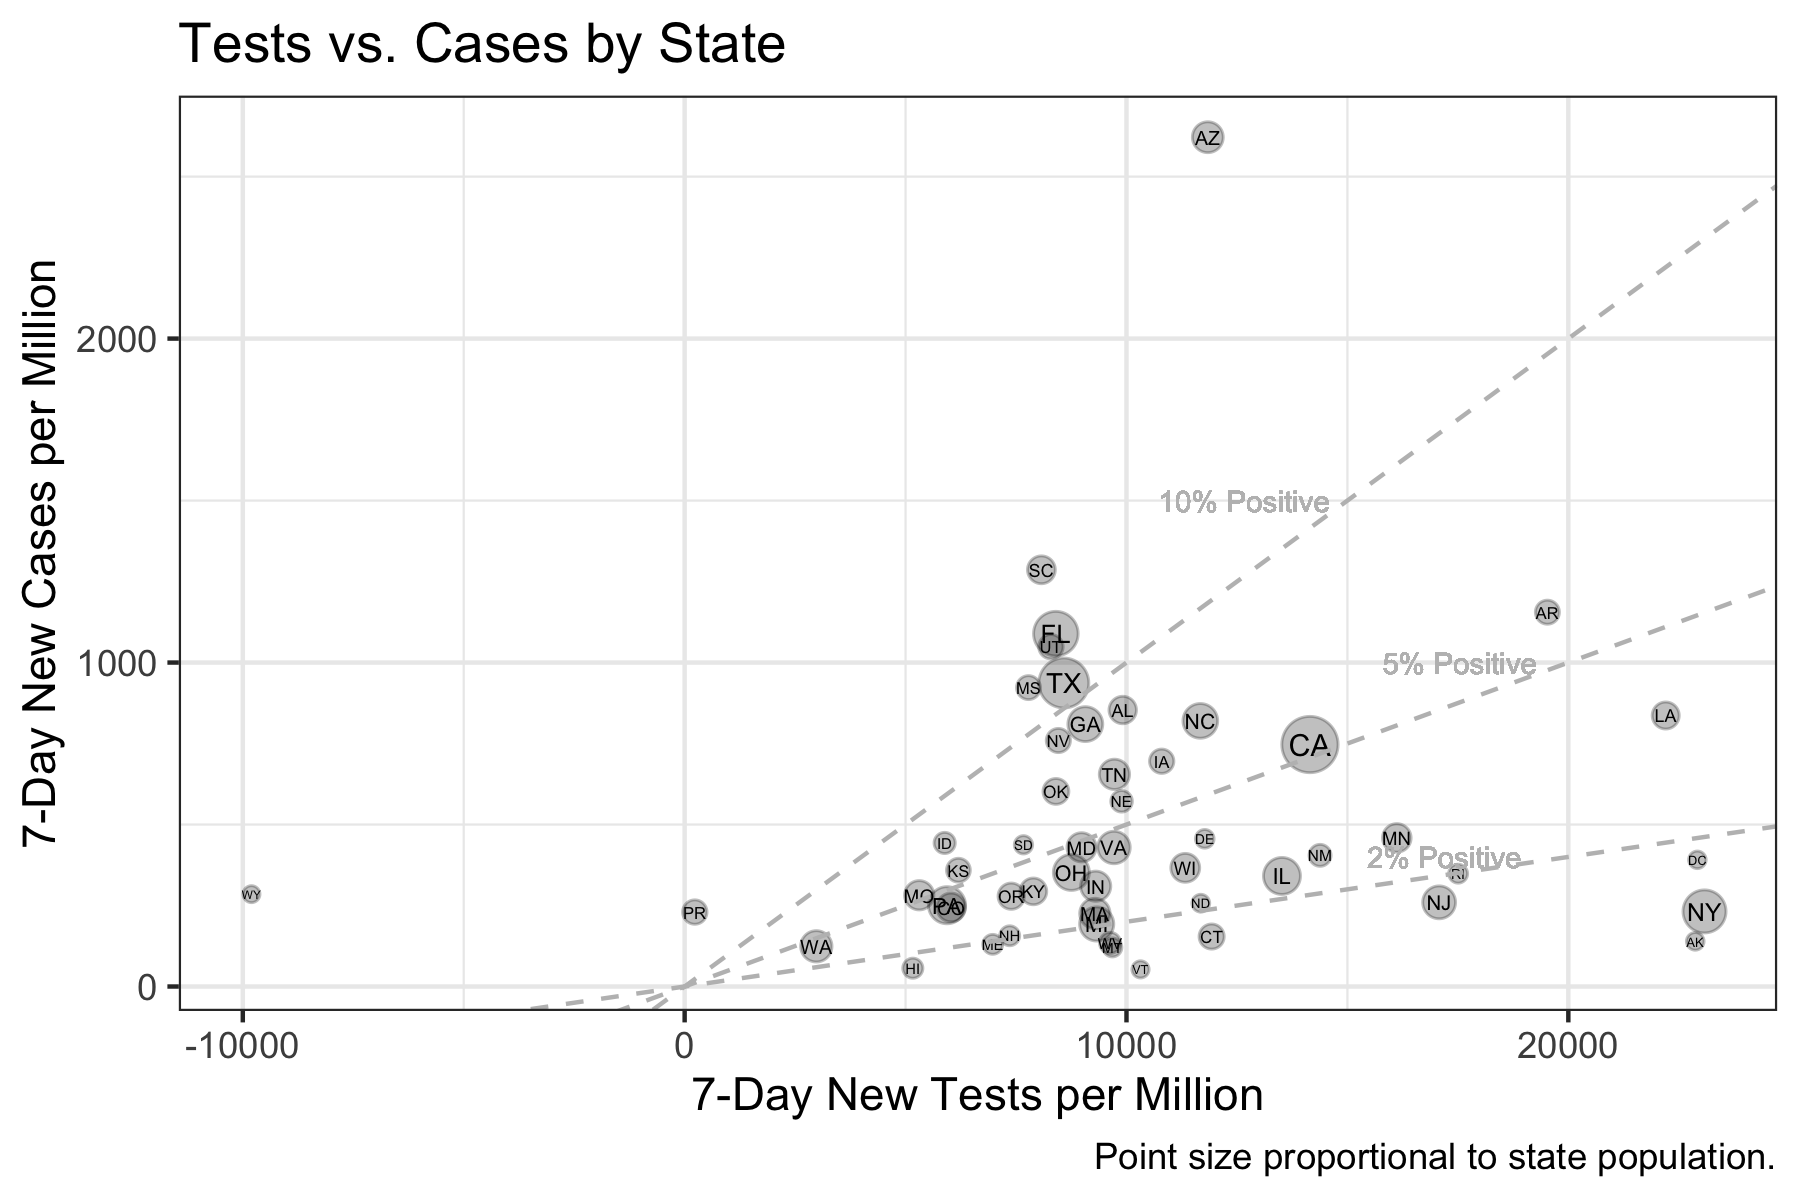 Tests vs. Cases by State
7-Day New Cases per Million
2000
1000
0
AZ
10% Positive
SC
FL
UT
AR
5% Positive
TX
MS
AL
LA
NC
GA
NV
CA
IA
TN
OK
NE
MN
DE
ID
SD
MD
VA
NM
2% Positive
DC
WI
KS
OH
RI
IL
IN
WY
MO
OR
KY
PA
CO
ND
NJ
NY
PR
MA
MI
WA
ME
NH
WV
MT
CT
AK
HI
VT
-10000
0
10000
20000
7-Day New Tests per Million
Point size proportional to state population.